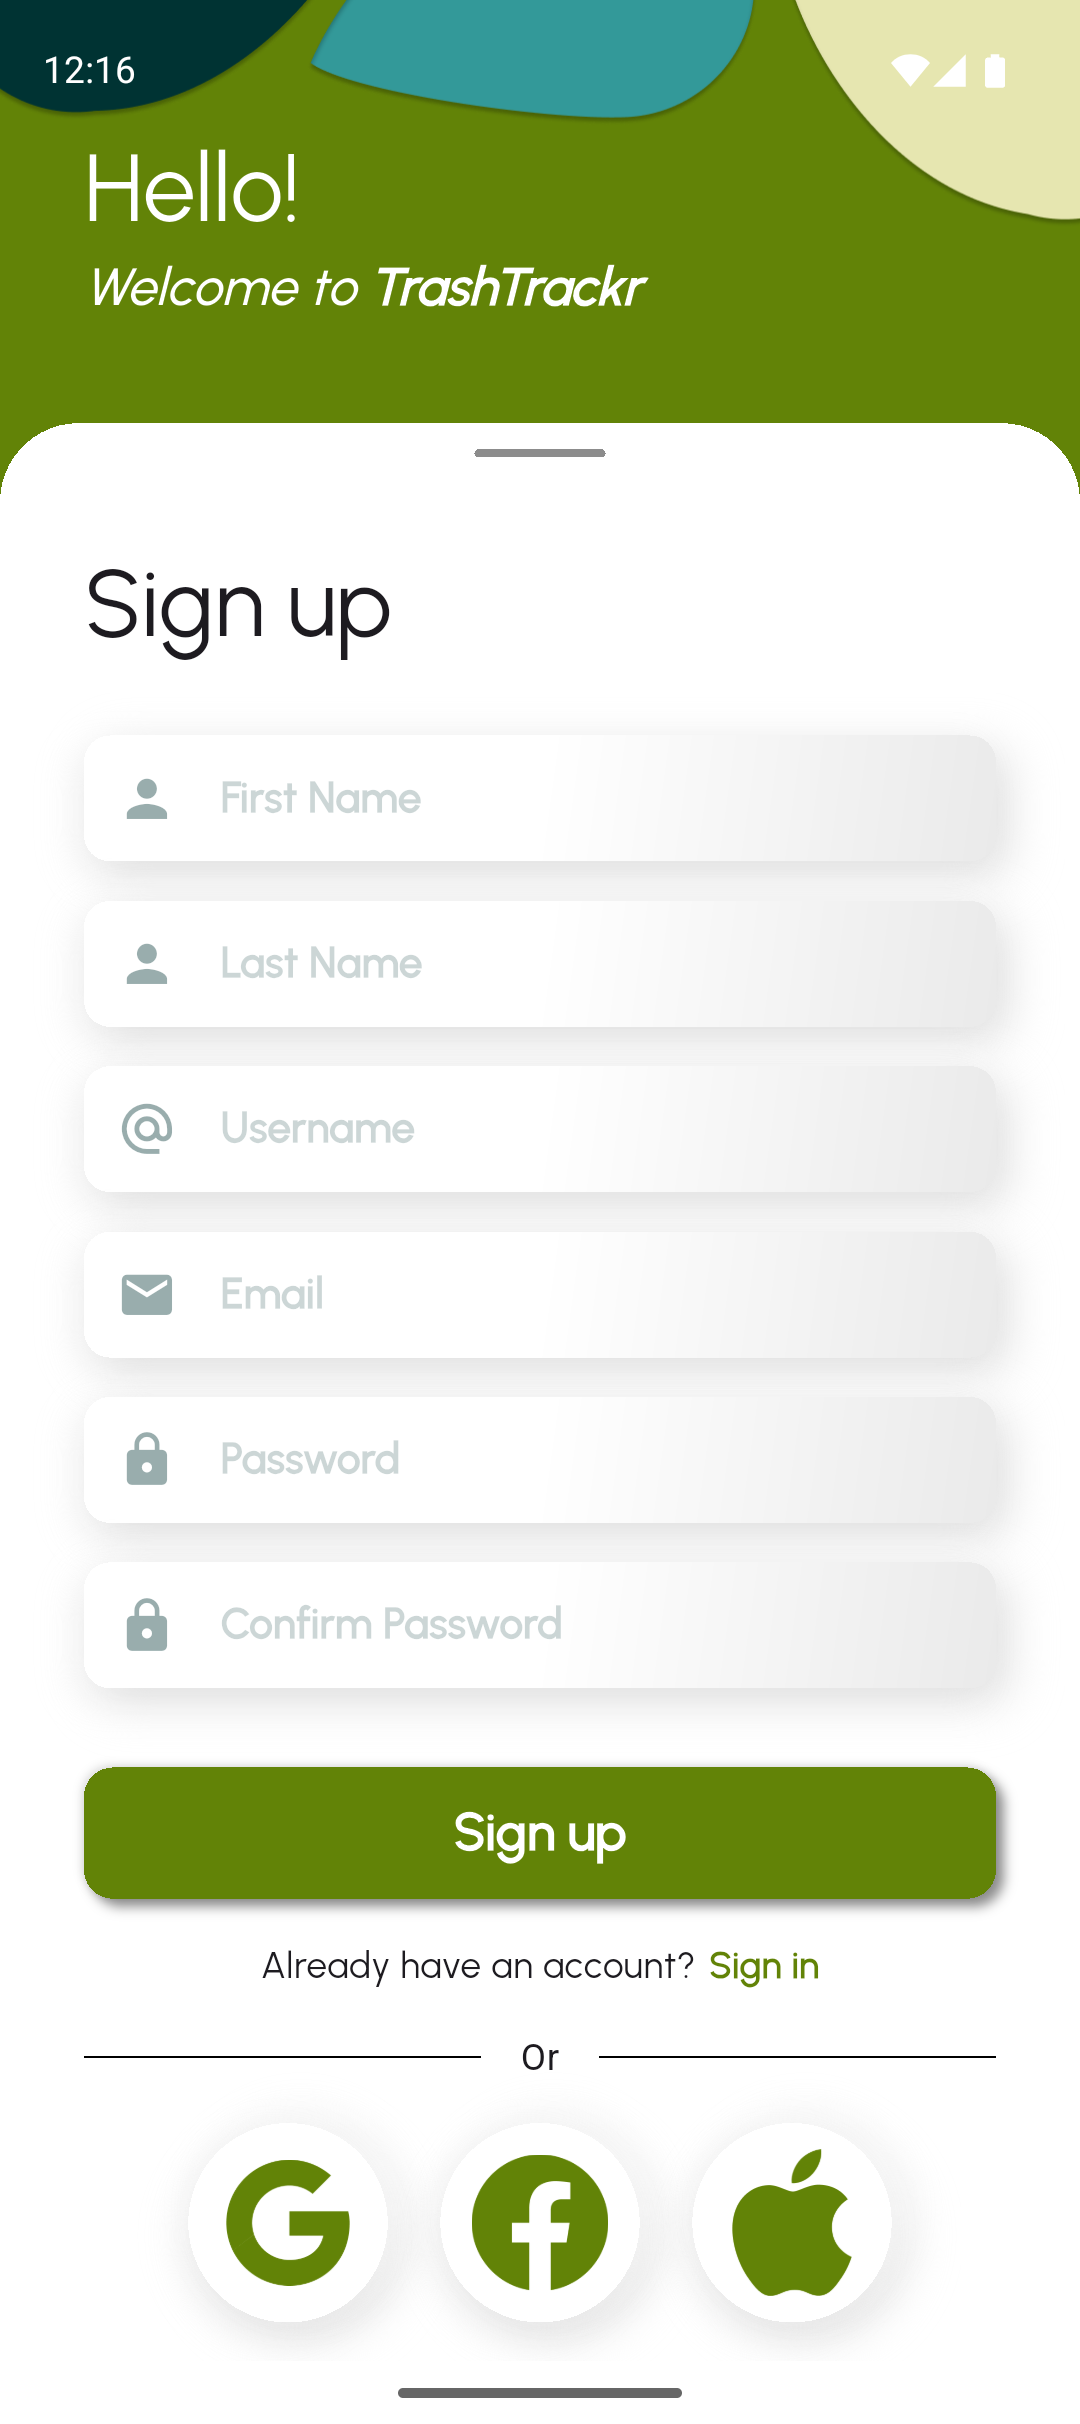 12:16
Hello!
Welcome to TrashTrackr
Sign up
First Name
Last Name
Username
Email
Password
Confirm Password
Sign up
Already have an account? Sign in
Or